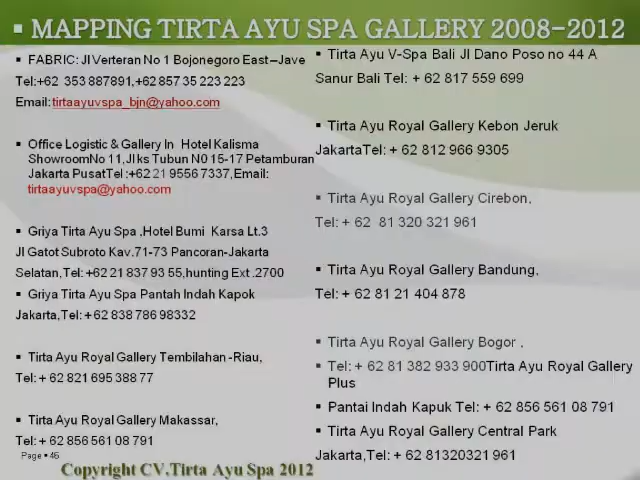 ▪ MAPPING TIRTA AYU SPA GALLERY 2008-2012
▪ FABRIC: Jl Verteran No 1 Bojonegoro East–Jave
Tel:+62 353 887891,+62 857 35 223 223
Email: tirtaayuvspa_bjn@yahoo.com
▪ Office Logistic & Gallery In Hotel Kalisma
ShowroomNo 11,Jl ks Tubun N0 15-17 Petamburan
Jakarta PusatTel :+62 21 9556 7337,Email:
tirtaayuvspa@yahoo.com
▪ Griya Tirta Ayu Spa ,Hotel Bumi Karsa Lt.3
Jl Gatot Subroto Kav.71-73 Pancoran-Jakarta
Selatan,Tel: +62 21 837 93 55,hunting Ext .2700
▪ Griya Tirta Ayu Spa Pantah Indah Kapok
Jakarta,Tel: + 62 838 786 98332
▪ Tirta Ayu Royal Gallery Tembilahan -Riau,
Tel: + 62 821 695 388 77
▪ Tirta Ayu Royal Gallery Makassar,
Tel: + 62 856 561 08 791
▪ Tirta Ayu V-Spa Bali Jl Dano Poso no 44 A
Sanur Bali Tel: + 62 817 559 699
▪ Tirta Ayu Royal Gallery Kebon Jeruk
JakartaTel: + 62 812 966 9305
▪ Tirta Ayu Royal Gallery Cirebon,
Tel: + 62 81 320 321 961
▪ Tirta Ayu Royal Gallery Bandung,
Tel: + 62 81 21 404 878
▪ Tirta Ayu Royal Gallery Bogor ,
▪ Tel: + 62 81 382 933 900Tirta Ayu Royal Gallery
Plus
▪ Pantai Indah Kapuk Tel: + 62 856 561 08 791
▪ Tirta Ayu Royal Gallery Central Park
Jakarta,Tel: + 62 81320321 961
Page ▪ 46
Copyright CV.Tirta Ayu Spa 2012